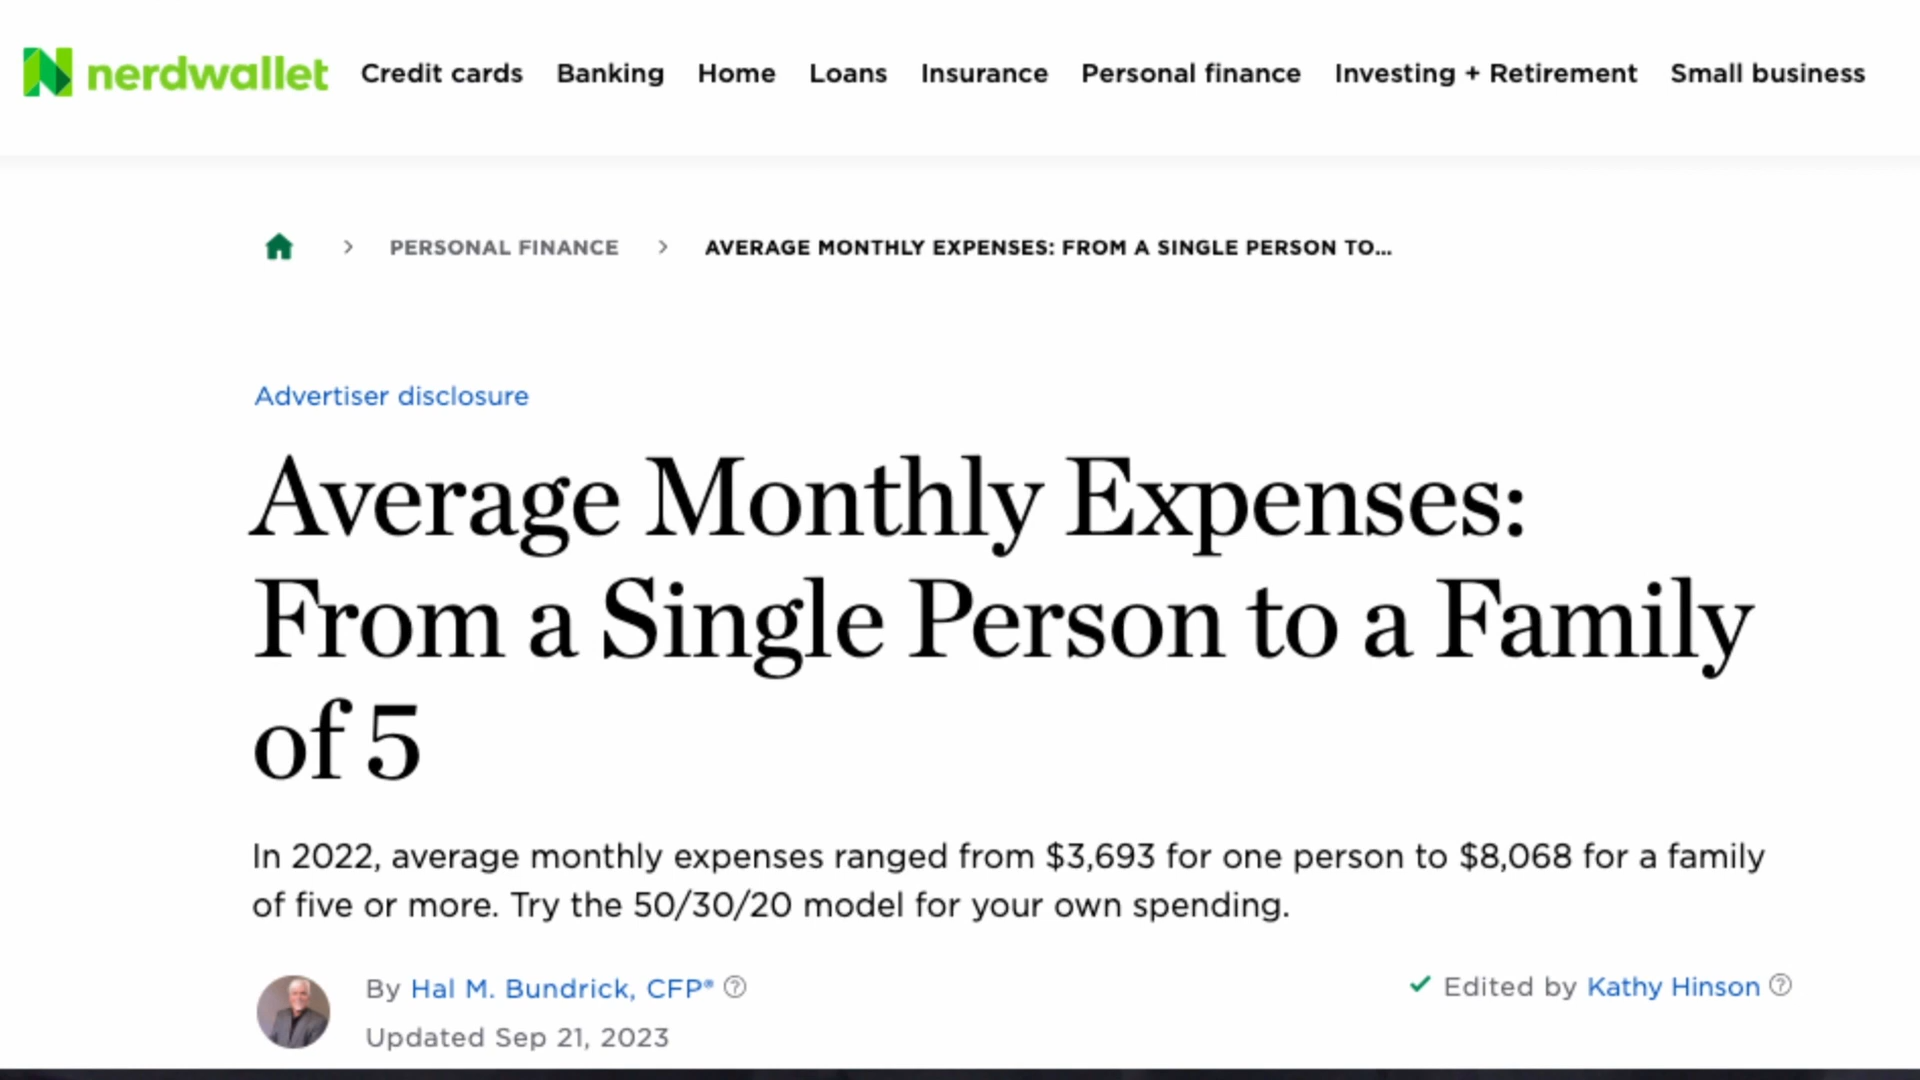 nerdwallet Credit cards Banking Home Loans Insurance Personal finance Investing + Retirement Small business
PERSONAL FINANCE AVERAGE MONTHLY EXPENSES: FROM A SINGLE PERSON TO...
Advertiser disclosure
Average Monthly Expenses:
From a Single Person to a Family
of 5
In 2022, average monthly expenses ranged from $3,693 for one person to $8,068 for a family
of five or more. Try the 50/30/20 model for your own spending.
By Hal M. Bundrick, CFP®
Updated Sep 21, 2023
Edited by Kathy Hinson